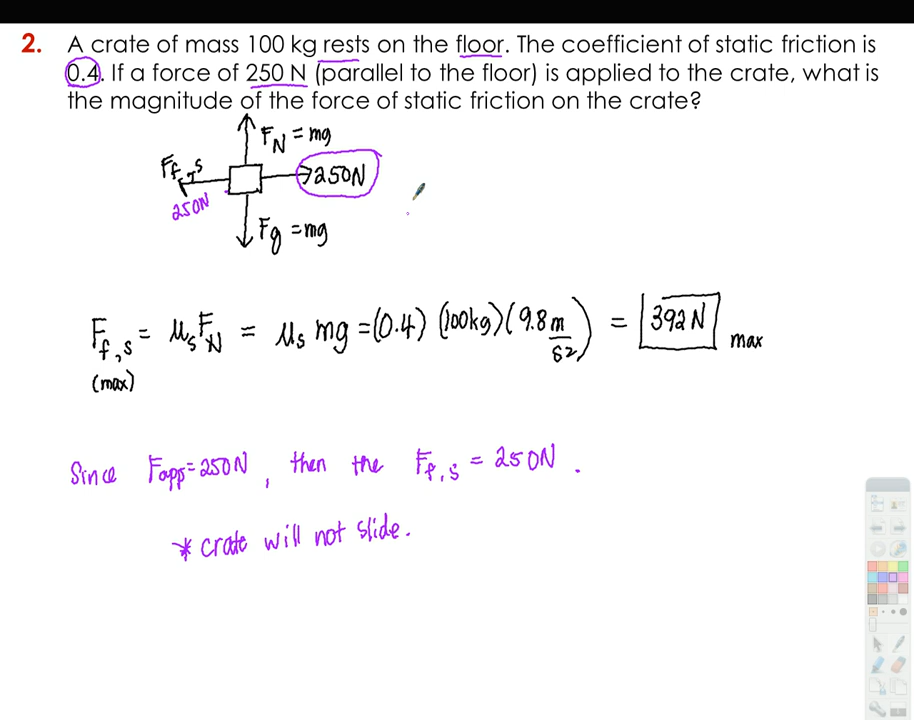 2. A crate of mass 100 kg rests on the floor. The coefficient of static friction is
0.4. If a force of 250 N (parallel to the floor) is applied to the crate, what is
the magnitude of the force of static friction on the crate?
F_N = mg
F_f,s
250N
250N
F_g = mg
F_f,s = μ_s F_N = μ_s mg = (0.4) (100kg) (9.8 m/s2) = 392 N max
(max)
Since F_app = 250N, then the F_f,s = 250N.
* crate will not slide.